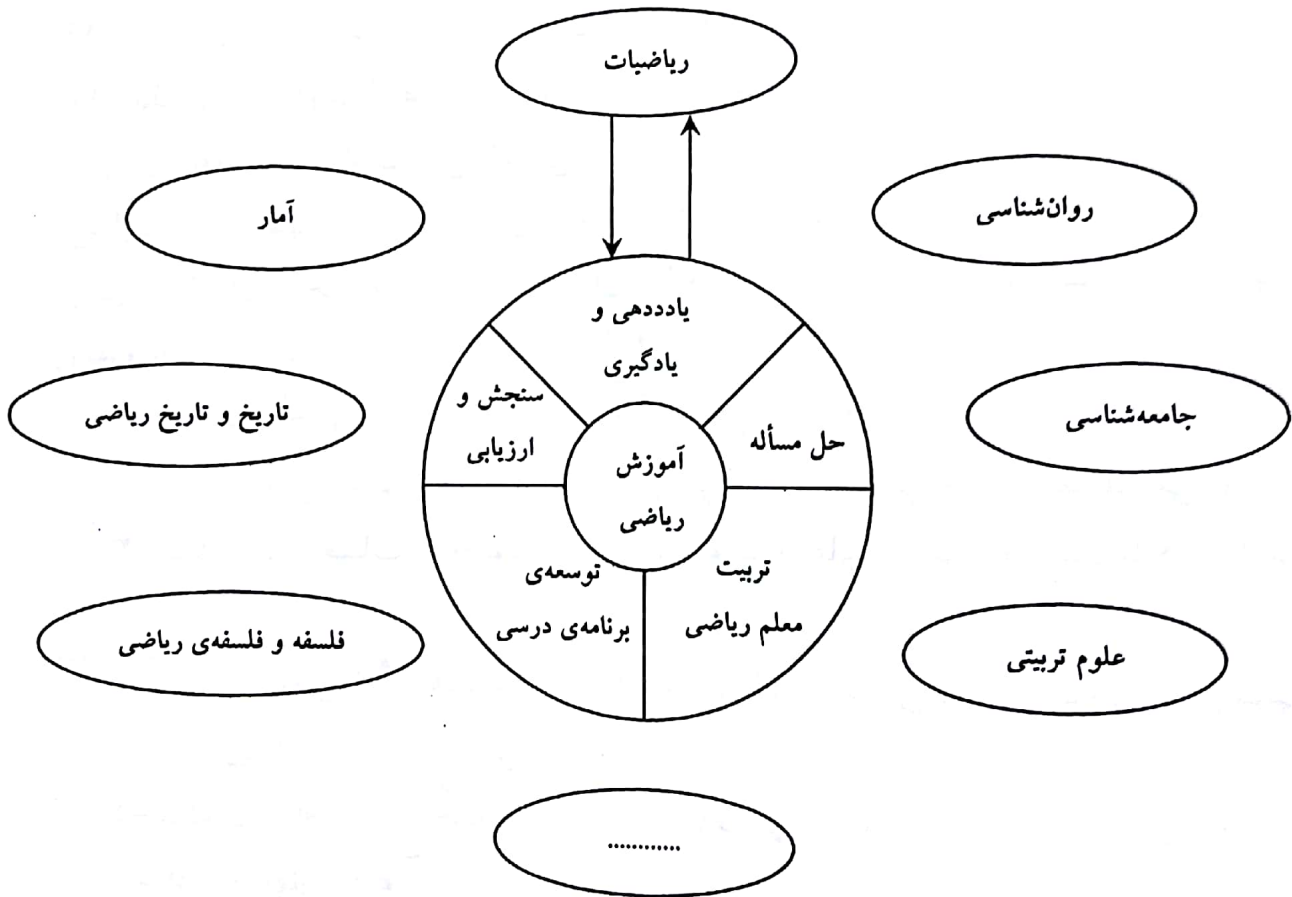 ریاضیات
روان‌شناسی
آمار
یادددهی و
یادگیری
سنجش و
ارزیابی
حل مسأله
آموزش
ریاضی
جامعه‌شناسی
تاریخ و تاریخ ریاضی
تربیت
معلم ریاضی
توسعه‌ی
برنامه‌ی درسی
علوم تربیتی
فلسفه و فلسفه‌ی ریاضی
............